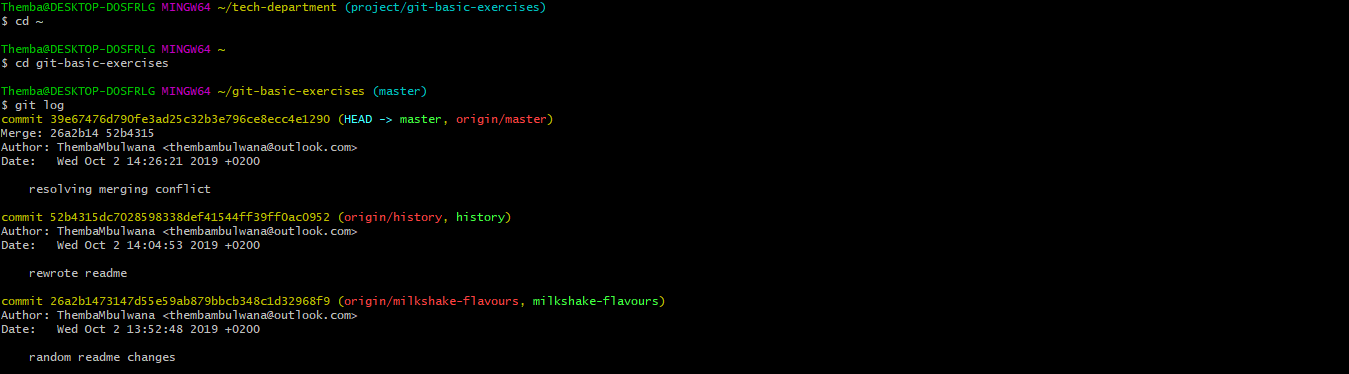 Themba@DESKTOP-DOSFRLG MINGW64 ~/tech-department (project/git-basic-exercises)
$ cd ~
Themba@DESKTOP-DOSFRLG MINGW64 ~
$ cd git-basic-exercises
Themba@DESKTOP-DOSFRLG MINGW64 ~/git-basic-exercises (master)
$ git log
commit 39e67476d790fe3ad25c32b3e796ce8ecc4e1290 (HEAD -> master, origin/master)
Merge: 26a2b14 52b4315
Author: ThembaMbulwana <thembambulwana@outlook.com>
Date:   Wed Oct 2 14:26:21 2019 +0200
resolving merging conflict
commit 52b4315dc7028598338def41544ff39ff0ac0952 (origin/history, history)
Author: ThembaMbulwana <thembambulwana@outlook.com>
Date:   Wed Oct 2 14:04:53 2019 +0200
rewrote readme
commit 26a2b1473147d55e59ab879bbcb348c1d32968f9 (origin/milkshake-flavours, milkshake-flavours)
Author: ThembaMbulwana <thembambulwana@outlook.com>
Date:   Wed Oct 2 13:52:48 2019 +0200
random readme changes